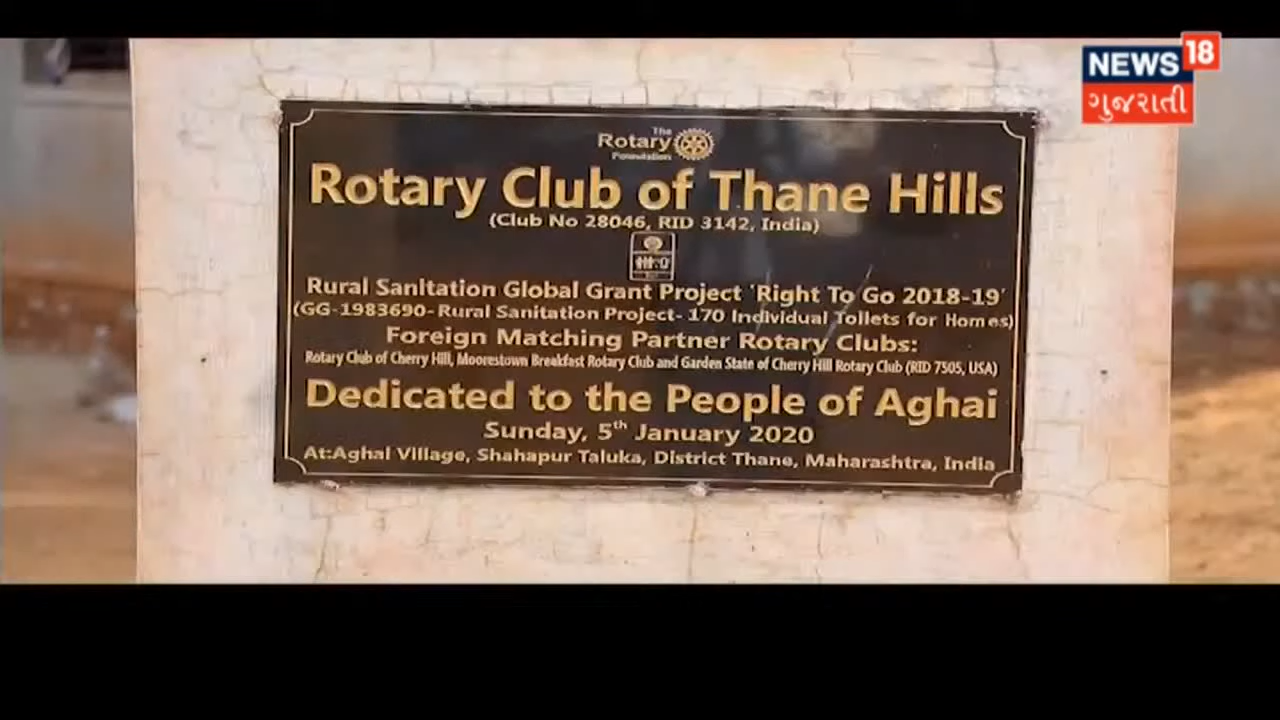 NEWS 18
ગુજરાતી
The
Rotary
Foundation
Rotary Club of Thane Hills
(Club No 28046, RID 3142, India)
Rural Sanitation Global Grant Project 'Right To Go 2018-19'
(GG-1983690- Rural Sanitation Project- 170 Individual Toilets for Homes)
Foreign Matching Partner Rotary Clubs:
Rotary Club of Cherry Hill, Moorestown Breakfast Rotary Club and Garden State of Cherry Hill Rotary Club (RID 7505, USA)
Dedicated to the People of Aghai
Sunday, 5th January 2020
At:Aghai Village, Shahapur Taluka, District Thane, Maharashtra, India